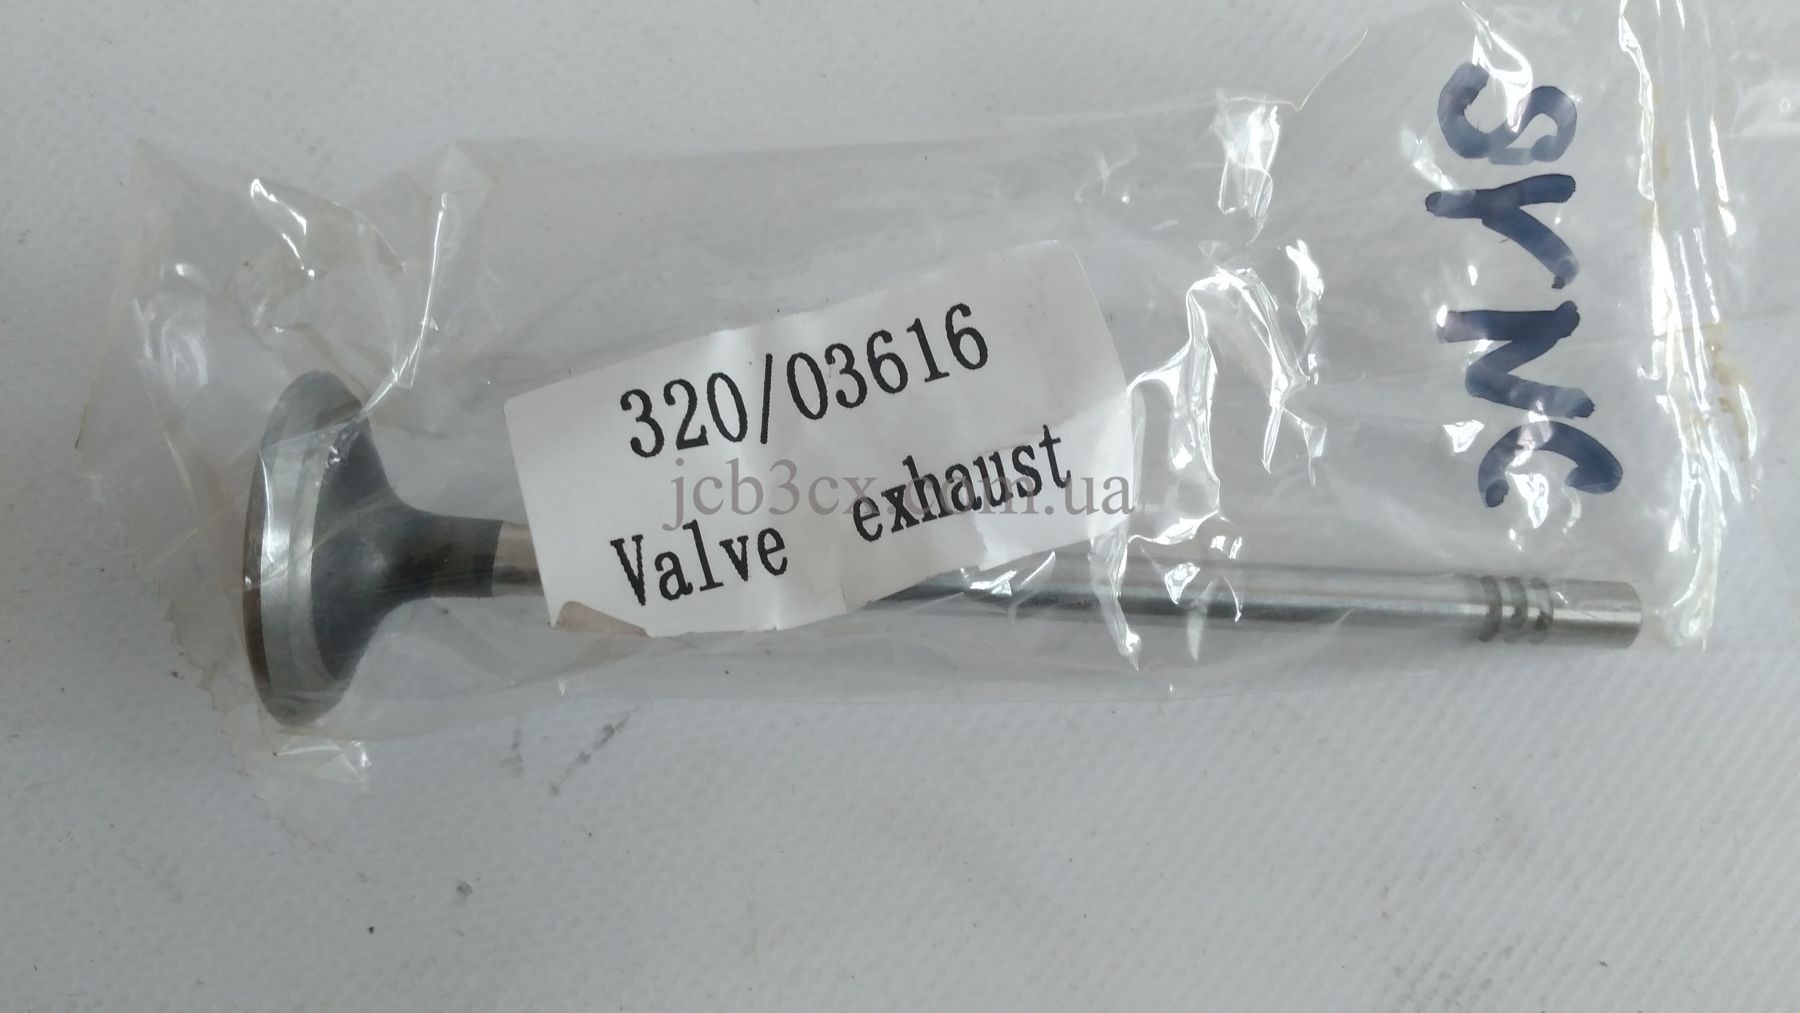 320/03616
Valve exhaust
jcb3cx.com.ua
SYNC